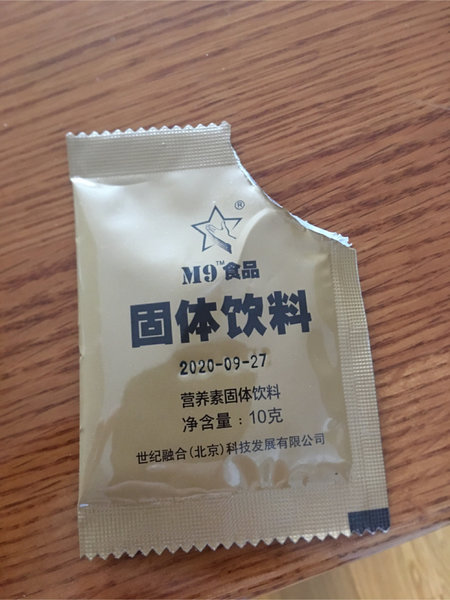 ®
M9™食品
固体饮料
2020-09-27
营养素固体饮料
净含量：10克
世纪融合(北京)科技发展有限公司